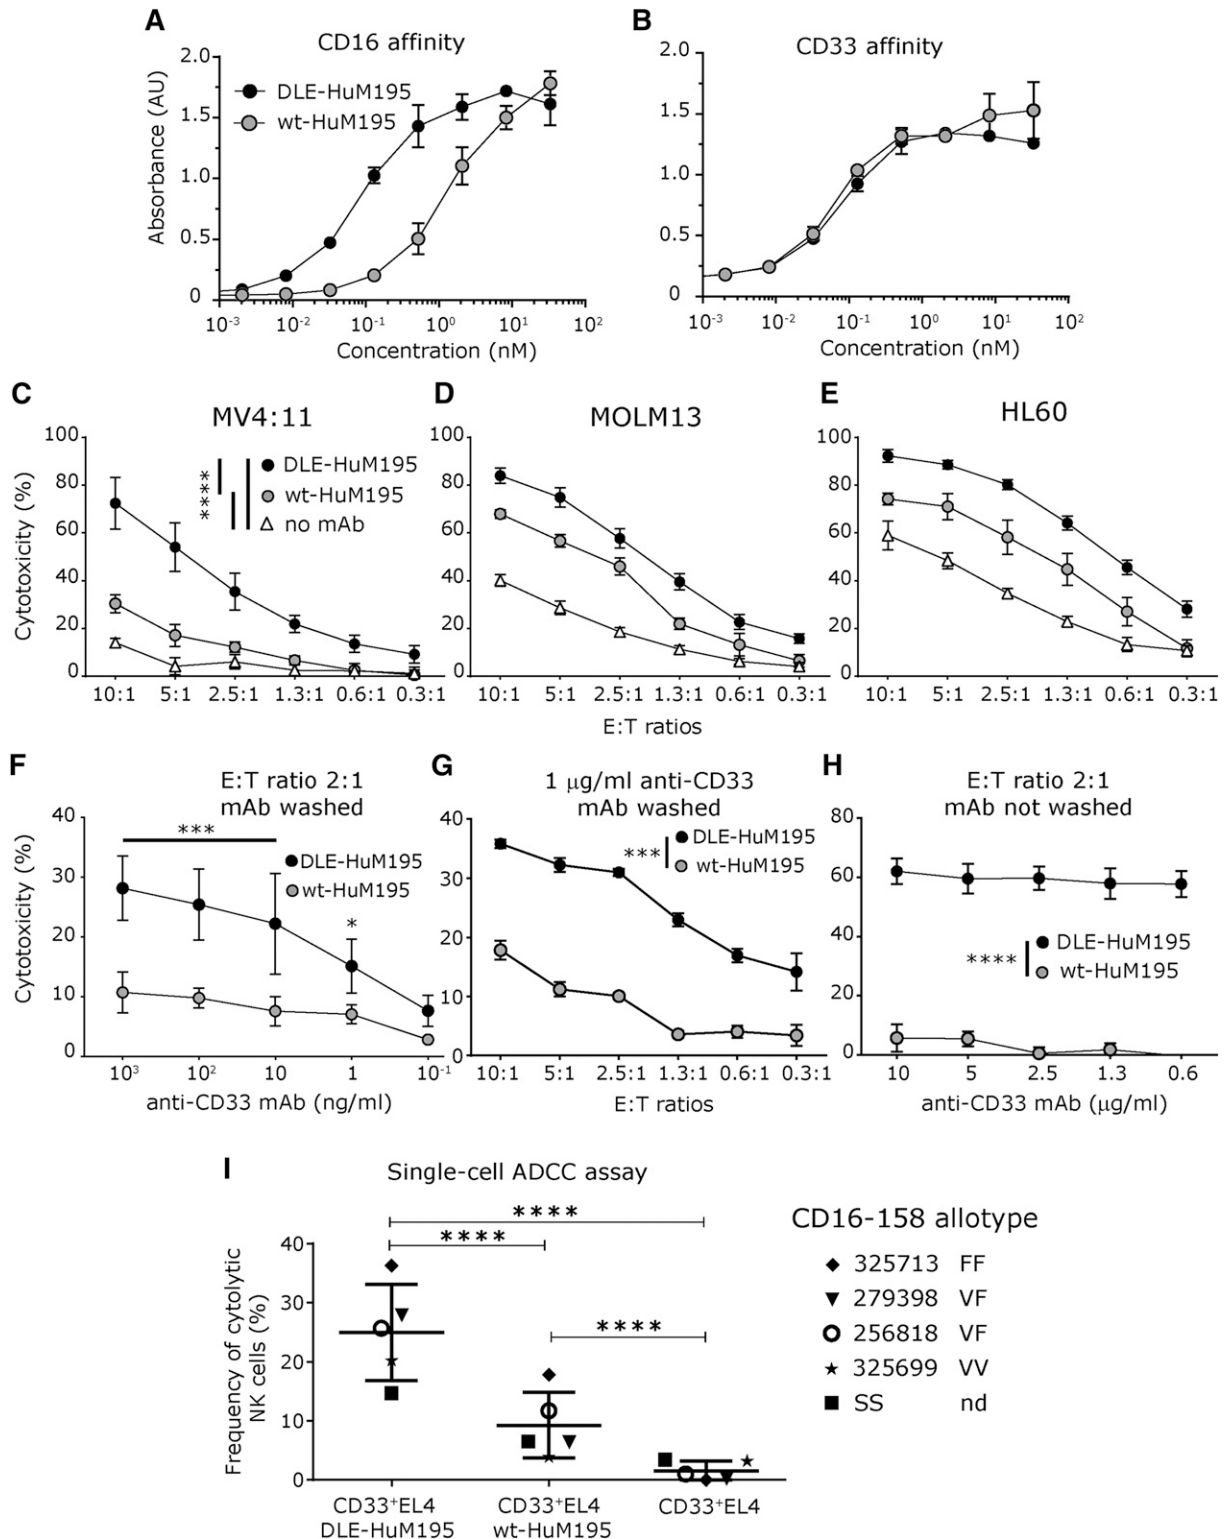 A
CD16 affinity
Absorbance (AU)
2.0
1.5
1.0
0.5
0
DLE-HuM195
wt-HuM195
10⁻³ 10⁻² 10⁻¹ 10⁰ 10¹ 10²
Concentration (nM)
B
CD33 affinity
2.0
1.5
1.0
0.5
0
10⁻³ 10⁻² 10⁻¹ 10⁰ 10¹ 10²
Concentration (nM)
C
MV4:11
Cytotoxicity (%)
100
80
60
40
20
0
****
DLE-HuM195
wt-HuM195
no mAb
10:1 5:1 2.5:1 1.3:1 0.6:1 0.3:1
D
MOLM13
100
80
60
40
20
0
10:1 5:1 2.5:1 1.3:1 0.6:1 0.3:1
E:T ratios
E
HL60
100
80
60
40
20
0
10:1 5:1 2.5:1 1.3:1 0.6:1 0.3:1
F
E:T ratio 2:1
mAb washed
Cytotoxicity (%)
40
30
20
10
0
***
DLE-HuM195
wt-HuM195
*
10³ 10² 10 1 10⁻¹
anti-CD33 mAb (ng/ml)
G
1 μg/ml anti-CD33
mAb washed
40
30
20
10
0
***
DLE-HuM195
wt-HuM195
10:1 5:1 2.5:1 1.3:1 0.6:1 0.3:1
E:T ratios
H
E:T ratio 2:1
mAb not washed
80
60
40
20
0
****
DLE-HuM195
wt-HuM195
10 5 2.5 1.3 0.6
anti-CD33 mAb (μg/ml)
I
Single-cell ADCC assay
Frequency of cytolytic
NK cells (%)
40
30
20
10
0
****
****
****
CD33⁺EL4
DLE-HuM195
CD33⁺EL4
wt-HuM195
CD33⁺EL4
CD16-158 allotype
325713 FF
279398 VF
256818 VF
325699 VV
SS nd